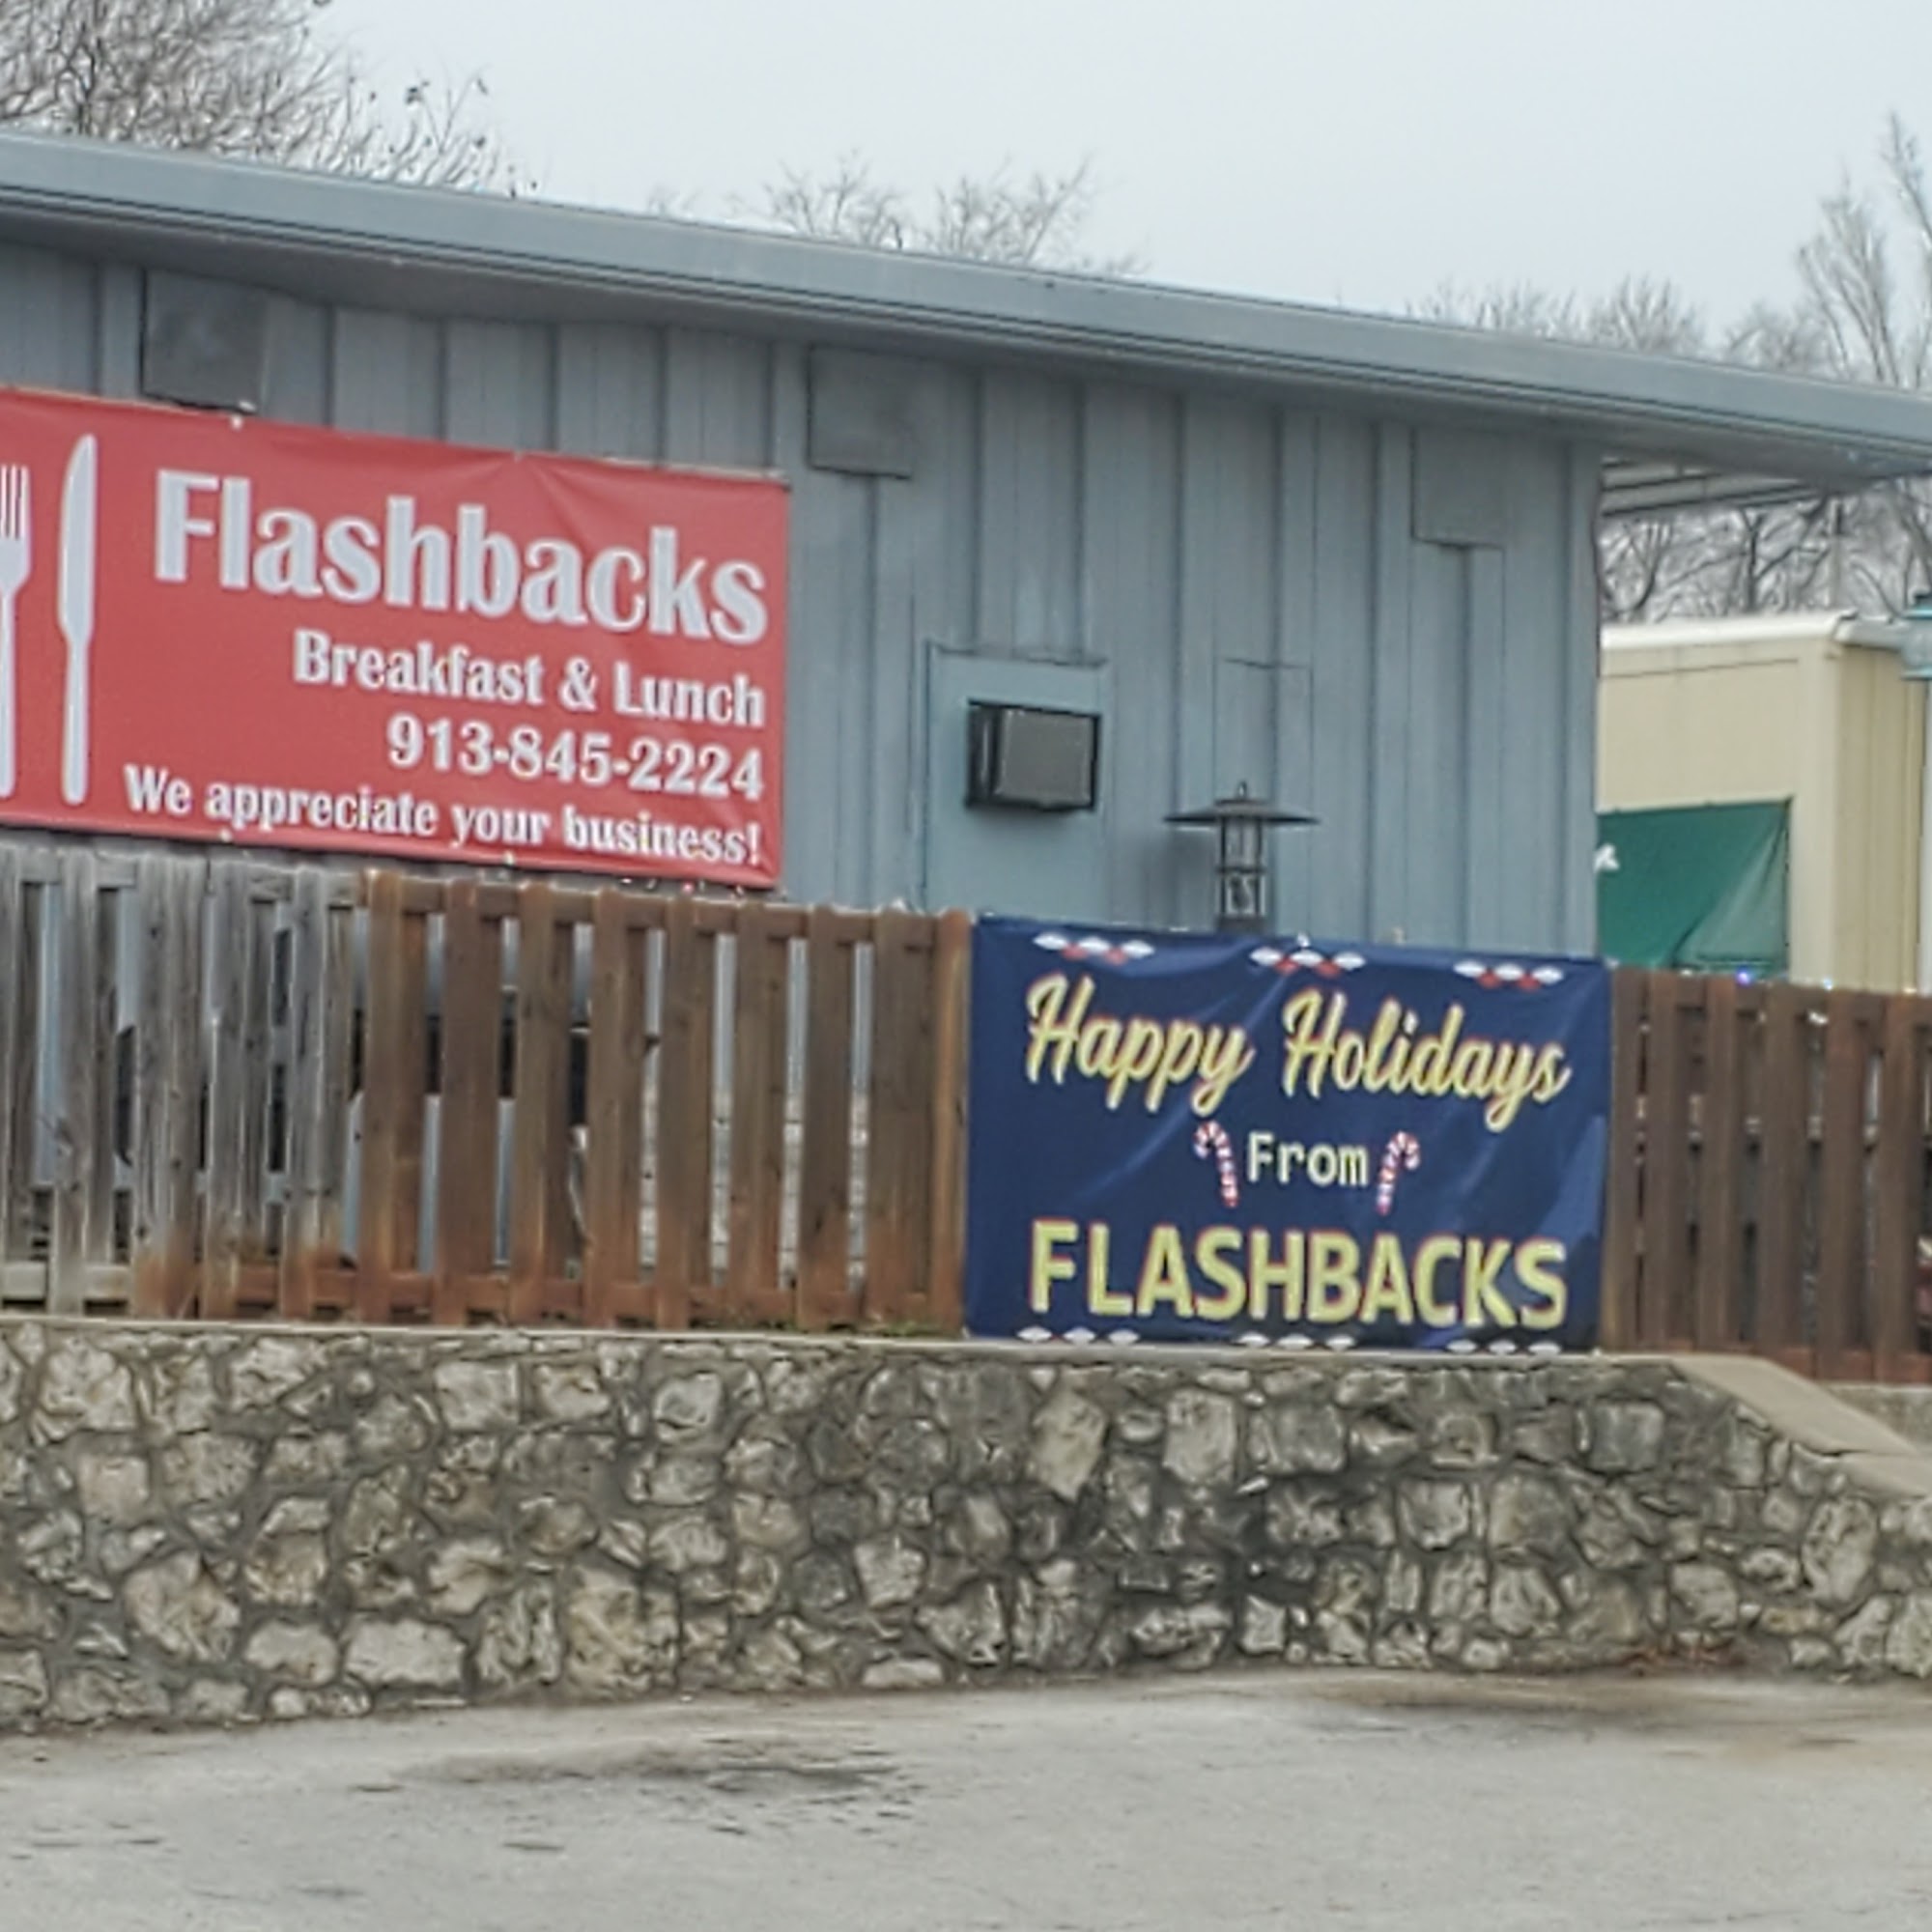 Flashbacks
Breakfast & Lunch
913-845-2224
We appreciate your business!
Happy Holidays
From
FLASHBACKS